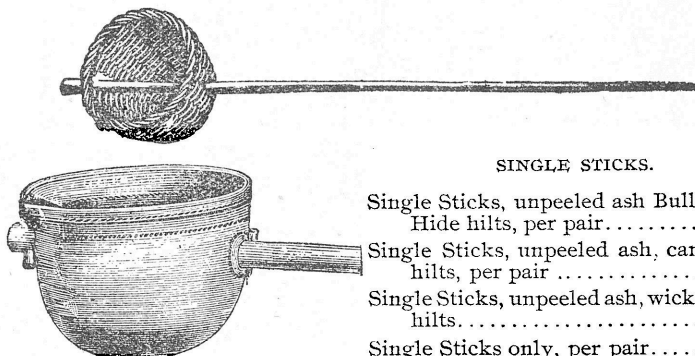 SINGLE STICKS.
Single Sticks, unpeeled ash Bull
Hide hilts, per pair.........
Single Sticks, unpeeled ash, can
hilts, per pair .............
Single Sticks, unpeeled ash, wick
hilts.......................
Single Sticks only, per pair.....